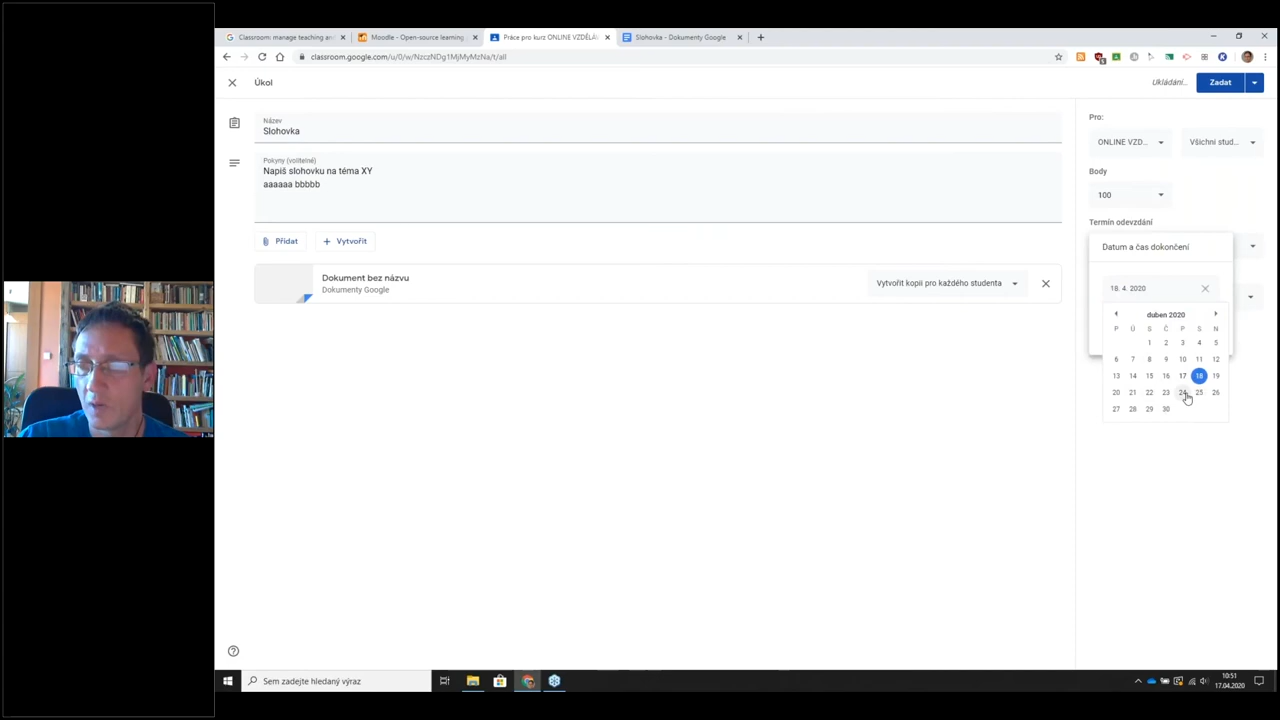 Classroom: manage teaching an
Moodle - Open-source learning
Práce pro kurz ONLINE VZDĚLÁV
Slohovka - Dokumenty Google
classroom.google.com/u/0/w/NzczNDg1MjMyMzNa/t/all
Úkol
Ukládání...
Zadat
Název
Slohovka
Pokyny (volitelné)
Napiš slohovku na téma XY
aaaaaa bbbbb
Přidat
Vytvořit
Dokument bez názvu
Dokumenty Google
Vytvořit kopii pro každého studenta
Pro:
ONLINE VZD...
Všichni stud...
Body
100
Termín odevzdání
Datum a čas dokončení
18. 4. 2020
duben 2020
P Ú S Č P S N
1 2 3 4 5
6 7 8 9 10 11 12
13 14 15 16 17 18 19
20 21 22 23 24 25 26
27 28 29 30
Sem zadejte hledaný výraz
10:51
17.04.2020